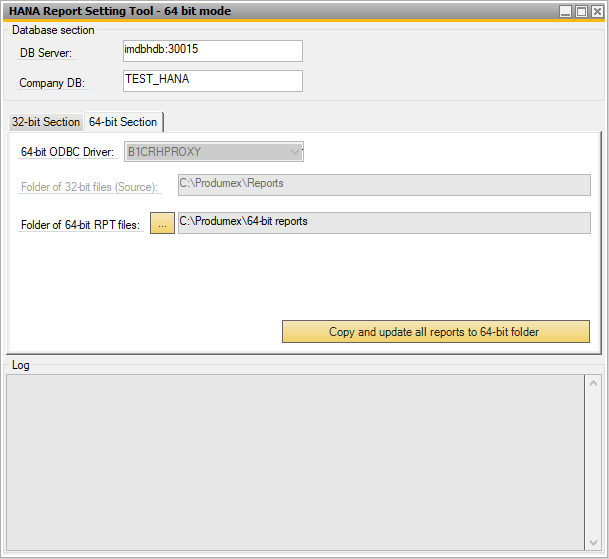 HANA Report Setting Tool - 64 bit mode
Database section
DB Server: imdbhdb:30015
Company DB: TEST_HANA
32-bit Section 64-bit Section
64-bit ODBC Driver: B1CRHPROXY
Folder of 32-bit files (Source): C:\Produmex\Reports
Folder of 64-bit RPT files: ... C:\Produmex\64-bit reports
Copy and update all reports to 64-bit folder
Log